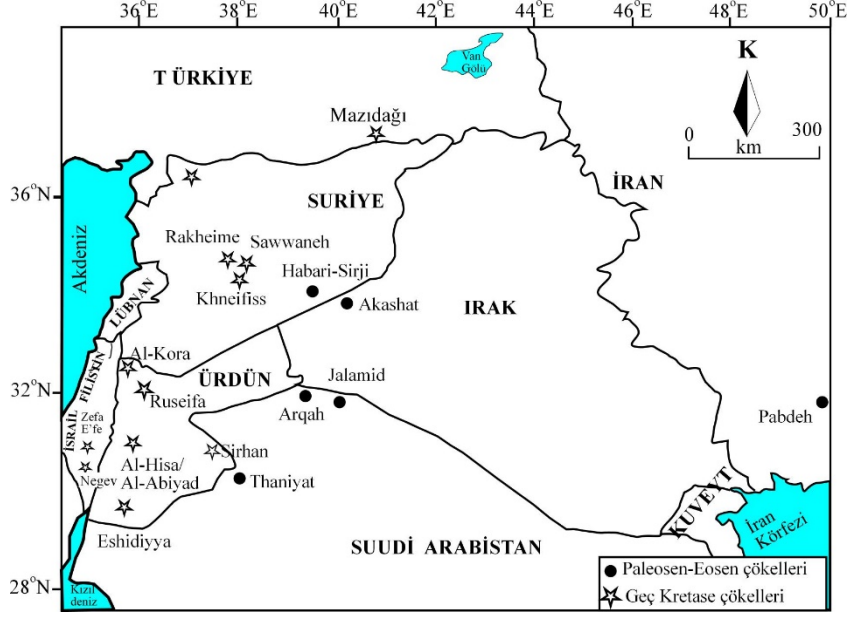 36°E
38°E
40°E
42°E
44°E
46°E
48°E
50°E
Van
Gölü
K
T ÜRKİYE
Mazıdağı
0
300
km
İRAN
36°N
SURİYE
Akdeniz
Rakheime
Sawwaneh
Habari-Sirji
Khneifiss
Akashat
IRAK
LÜBNAN
Al-Kora
FİLİSTİN
ÜRDÜN
Jalamid
32°N
Ruseifa
Arqah
Pabdeh
İSRAİL
Zefa
E`fe
Sirhan
Negev
Al-Hisa/
Al-Abiyad
Thaniyat
KUVEYT
İran
Körfezi
Eshidiyya
SUUDİ ARABİSTAN
28°N
Kızıl
deniz
Paleosen-Eosen çökelleri
Geç Kretase çökelleri